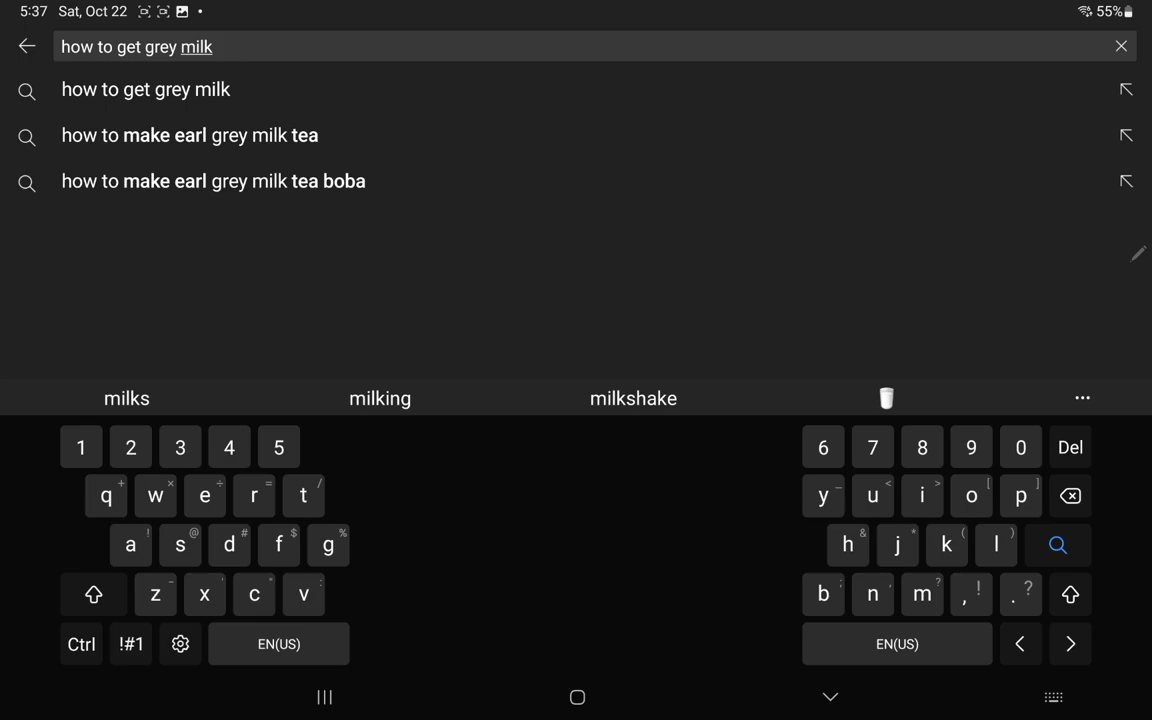 5:37 Sat, Oct 22 • 55%
how to get grey milk
how to get grey milk
how to make earl grey milk tea
how to make earl grey milk tea boba
milks milking milkshake ...
1 2 3 4 5 6 7 8 9 0 Del
q + w × e ÷ r = t / y _ u < i > o [ p ]
a ! s @ d # f $ g % h & j * k ( l )
z - x ' c " v : b ; n , m ? , ! . ?
Ctrl !#1 EN(US) EN(US) < >